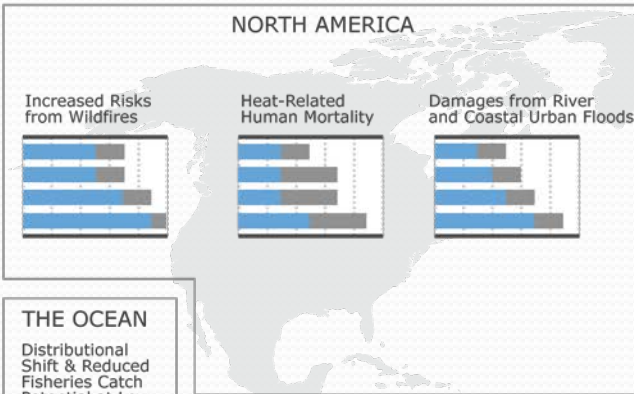 NORTH AMERICA
Increased Risks
from Wildfires
Heat-Related
Human Mortality
Damages from River
and Coastal Urban Floods
THE OCEAN
Distributional
Shift & Reduced
Fisheries Catch